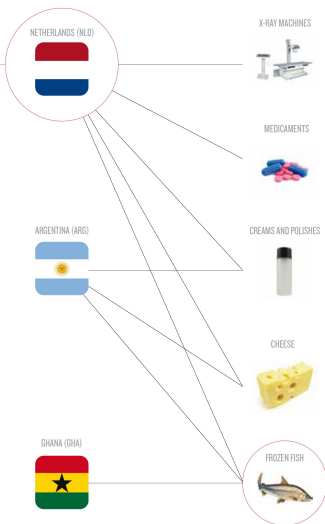 NETHERLANDS (NLD)
X-RAY MACHINES
MEDICAMENTS
ARGENTINA (ARG)
CREAMS AND POLISHES
CHEESE
GHANA (GHA)
FROZEN FISH